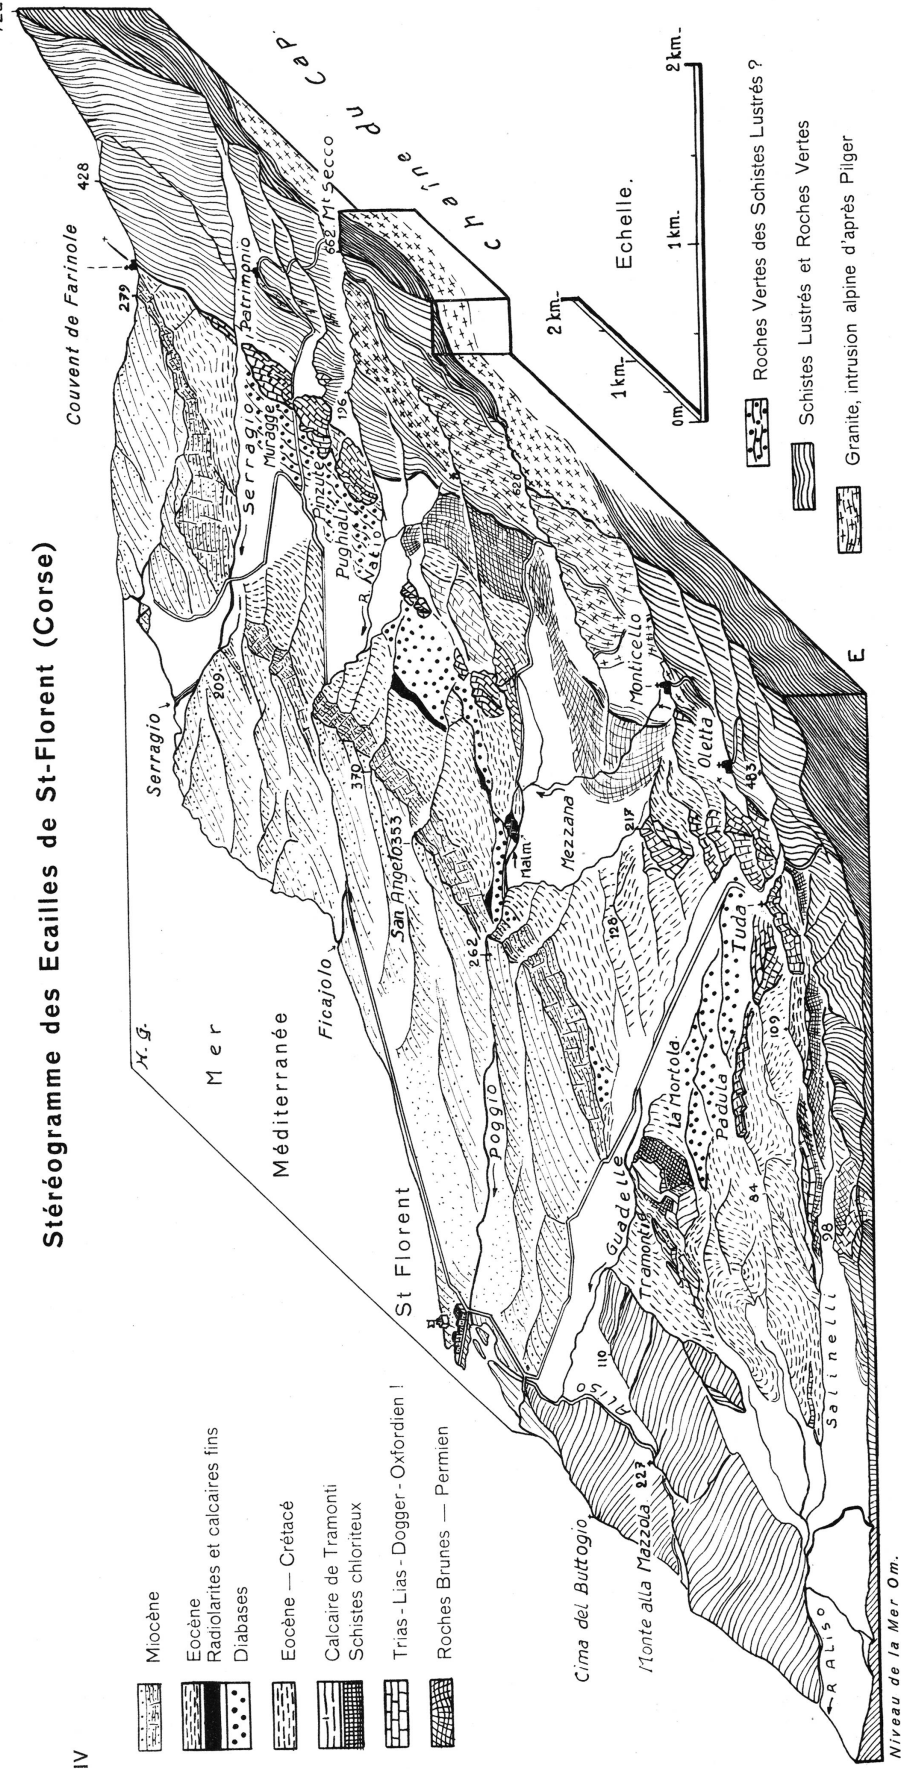 Stéréogramme des Ecailles de St-Florent (Corse)
IV
Miocène
Eocène
Radiolarites et calcaires fins
Diabases
Eocène — Crétacé
Calcaire de Tramonti
Schistes chloriteux
Trias - Lias - Dogger - Oxfordien !
Roches Brunes — Permien
H. G.
Mer
Méditerranée
St Florent
Ficajolo
Serragio
Couvent de Farinole
279
428
Patrimonio
662 Mt Secco
Chaine du Cap
Serragio
Muragge
Pinzute
196
Pughiali
R. Natio
209
370
San Angelo 353
262
Poggio
Malm
Mezzana
217
128
620
Monticello
Oletta
483
Tuda
La Mortola
Padula
109
Guadelle
Tramonti
84
98
Salinelli
110
Aliso
227
Cima del Buttogio
Monte alla Mazzola
R Aliso
Niveau de la Mer Om.
E
Echelle.
0m
1 km
2 km
1 km.
2 km.
Roches Vertes des Schistes Lustrés ?
Schistes Lustrés et Roches Vertes
Granite, intrusion alpine d'après Pilger